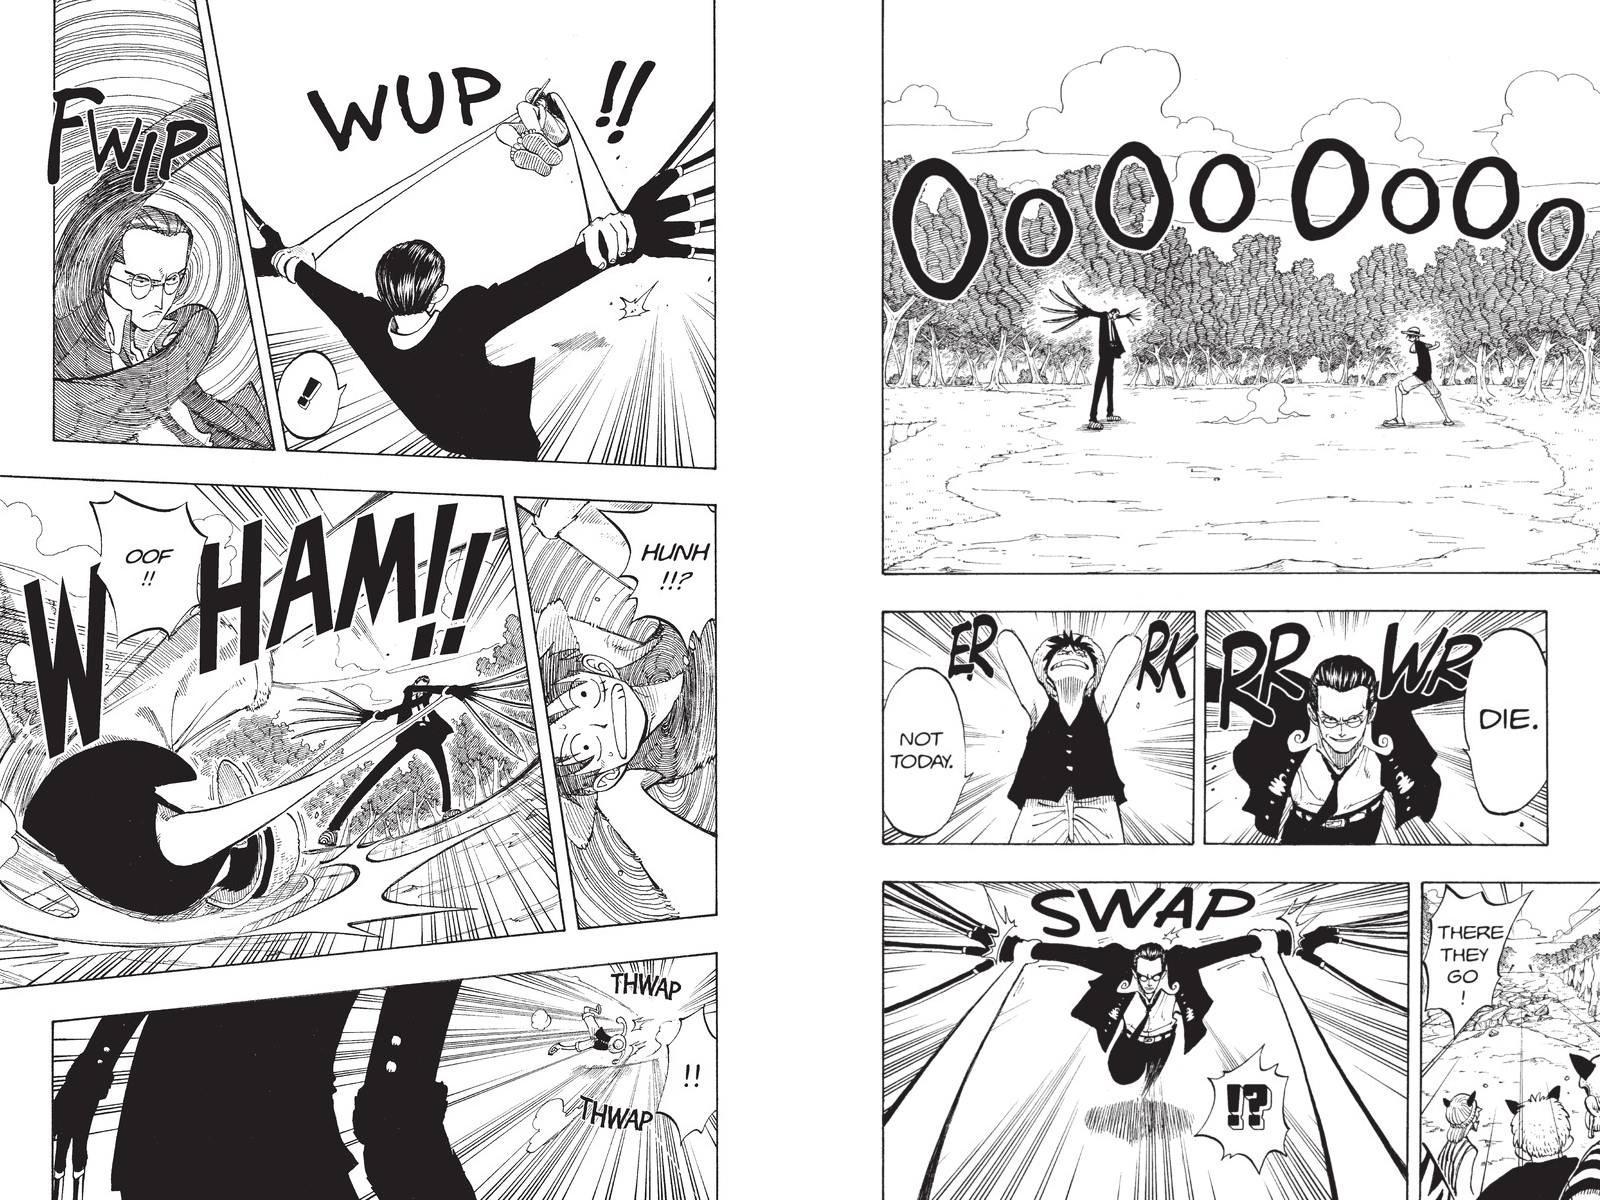 OoOoOoOo
RR WR
DIE.
ER RK
NOT
TODAY.
THERE
THEY
GO
!
SWAP
!?
WUP !!
!
FWIP
HUNH
!!?
WHAM!!
OOF
!!
THWAP
!!
THWAP